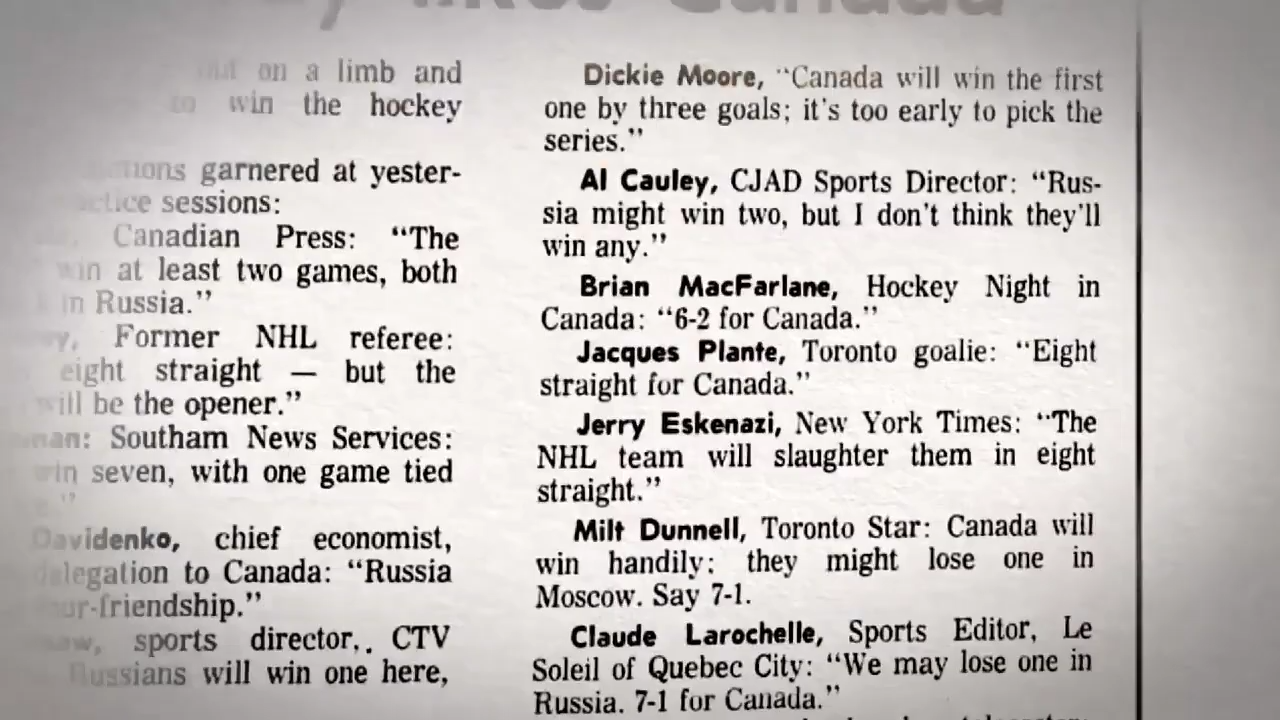 on a limb and
to win the hockey
garnered at yester-
sessions:
Canadian Press: “The
win at least two games, both
in Russia.”
Former NHL referee:
eight straight — but the
will be the opener.”
Southam News Services:
win seven, with one game tied
Davidenko, chief economist,
delegation to Canada: “Russia
friendship.”
sports director,. CTV
Russians will win one here,
Dickie Moore, “Canada will win the first
one by three goals; it's too early to pick the
series.”
Al Cauley, CJAD Sports Director: “Rus-
sia might win two, but I don't think they'll
win any.”
Brian MacFarlane, Hockey Night in
Canada: “6-2 for Canada.”
Jacques Plante, Toronto goalie: “Eight
straight for Canada.”
Jerry Eskenazi, New York Times: “The
NHL team will slaughter them in eight
straight.”
Milt Dunnell, Toronto Star: Canada will
win handily; they might lose one in
Moscow. Say 7-1.
Claude Larochelle, Sports Editor, Le
Soleil of Quebec City: “We may lose one in
Russia. 7-1 for Canada.”